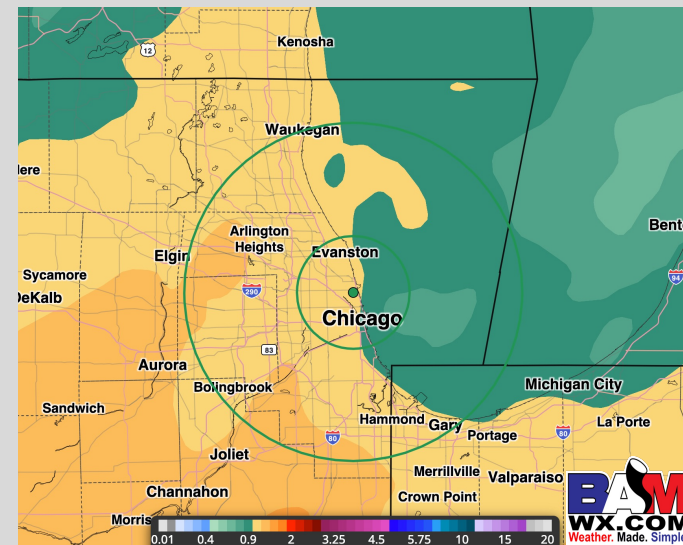 Kenosha
12
Waukegan
lere
Arlington
Heights
Evanston
Elgin
Bent
Sycamore
DeKalb
290
94
Chicago
83
Aurora
Bolingbrook
Michigan City
Sandwich
Hammond
Gary
La Porte
80
Portage
80
Joliet
Merrillville
Valparaiso
Channahon
Crown Point
Morris
0.01 0.4 0.9 2 3.25 4.5 5.75 10 15 20
BAM
WX.COM
Weather. Made. Simple